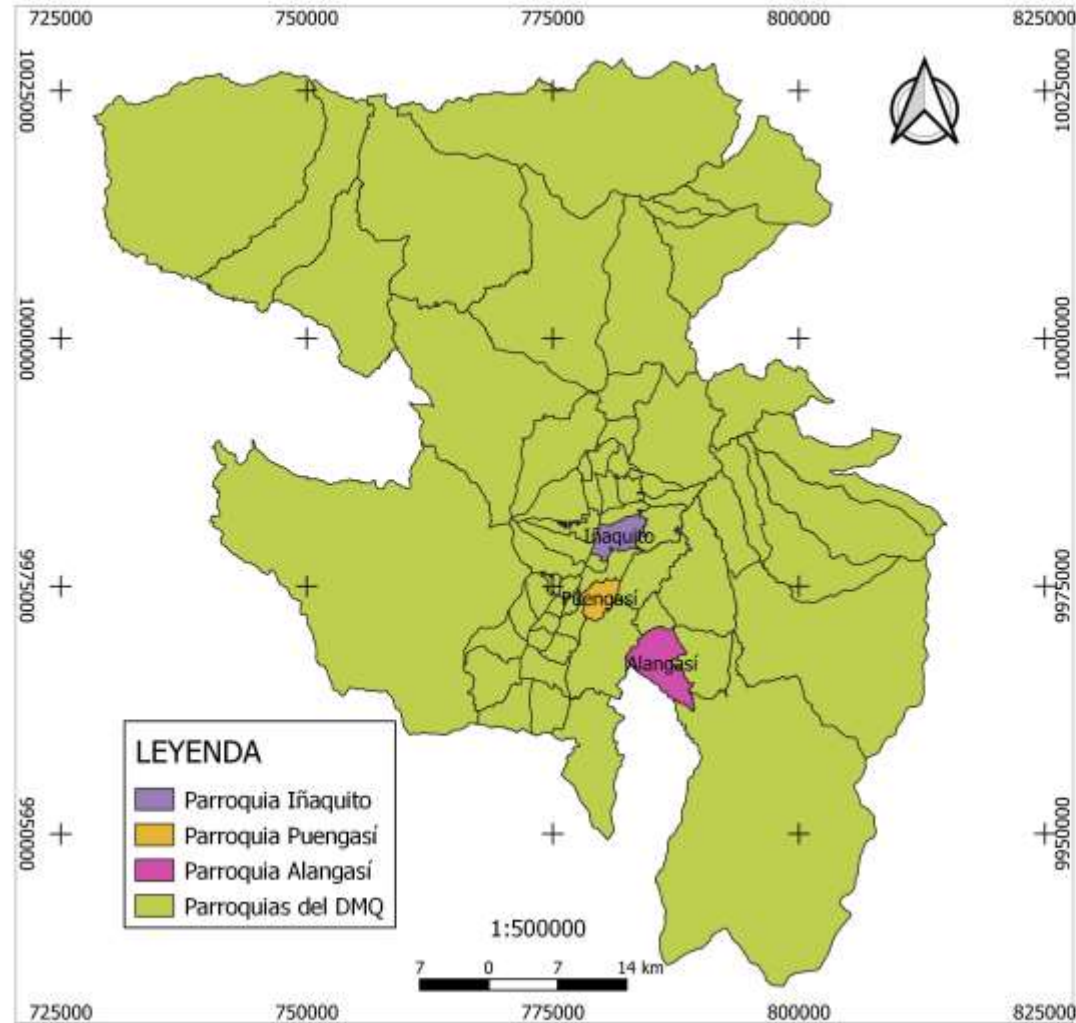 725000 750000 775000 800000 825000
10025000 10025000
10000000 10000000
Iñaquito
9975000 9975000
Puengasí
Alangasí
LEYENDA
Parroquia Iñaquito
Parroquia Puengasí
Parroquia Alangasí
Parroquias del DMQ
9950000 9950000
1:500000
7 0 7 14 km
725000 750000 775000 800000 825000